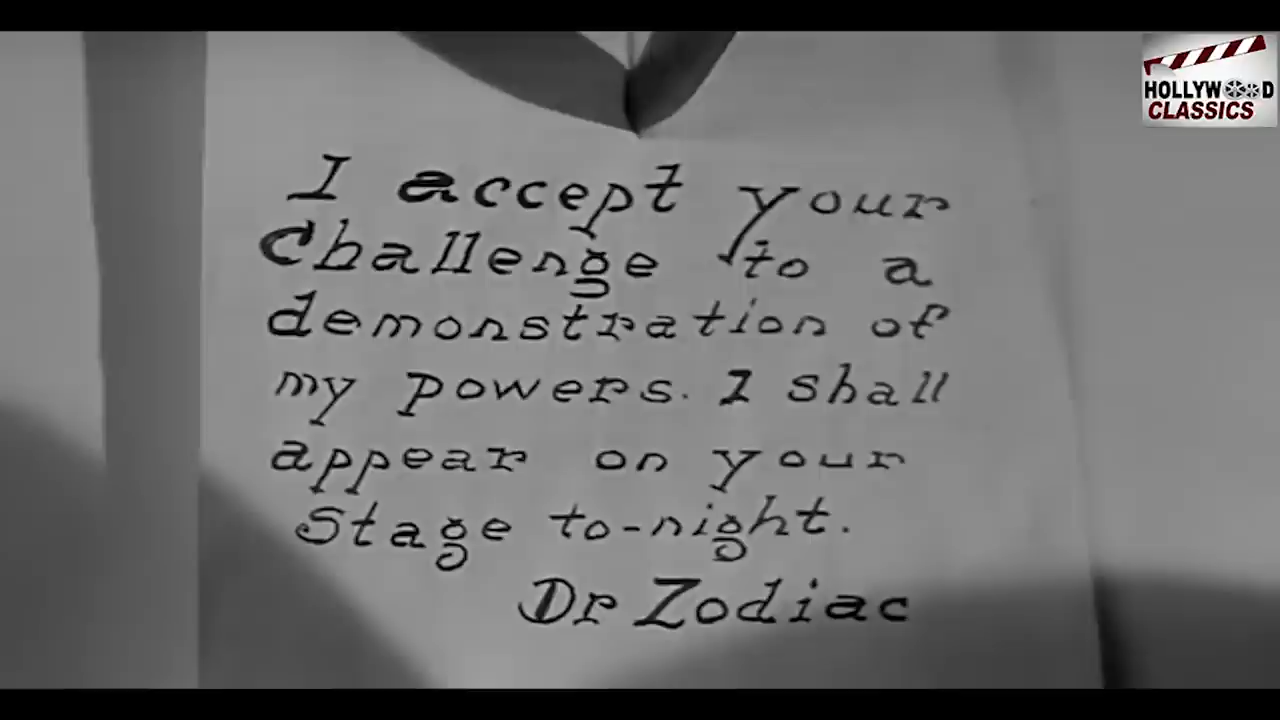 HOLLYWOOD
CLASSICS
I accept your
Challenge to a
demonstration of
my powers. I shall
appear on your
Stage to-night.
Dr Zodiac